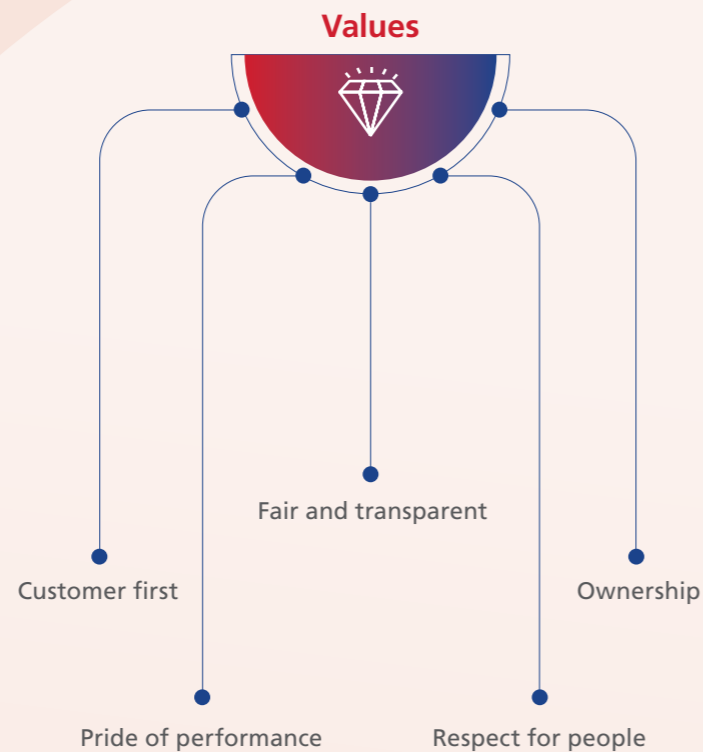 Values
Fair and transparent
Customer first
Ownership
Pride of performance
Respect for people